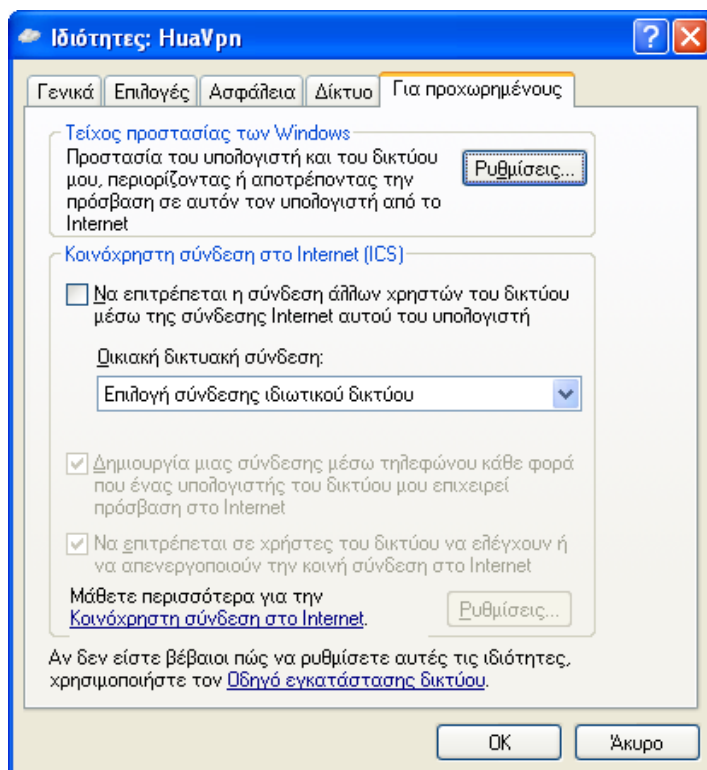 Ιδιότητες: HuaVpn
Γενικά Επιλογές Ασφάλεια Δίκτυο Για προχωρημένους
Τείχος προστασίας των Windows
Προστασία του υπολογιστή και του δικτύου
μου, περιορίζοντας ή αποτρέποντας την
πρόσβαση σε αυτόν τον υπολογιστή από το
Internet
Ρυθμίσεις...
Κοινόχρηστη σύνδεση στο Internet (ICS)
Να επιτρέπεται η σύνδεση άλλων χρηστών του δικτύου
μέσω της σύνδεσης Internet αυτού του υπολογιστή
Οικιακή δικτυακή σύνδεση:
Επιλογή σύνδεσης ιδιωτικού δικτύου
Δημιουργία μιας σύνδεσης μέσω τηλεφώνου κάθε φορά
που ένας υπολογιστής του δικτύου μου επιχειρεί
πρόσβαση στο Internet
Να επιτρέπεται σε χρήστες του δικτύου να ελέγχουν ή
να απενεργοποιούν την κοινή σύνδεση στο Internet
Μάθετε περισσότερα για την
Κοινόχρηστη σύνδεση στο Internet.
Ρυθμίσεις...
Αν δεν είστε βέβαιοι πώς να ρυθμίσετε αυτές τις ιδιότητες,
χρησιμοποιήστε τον Οδηγό εγκατάστασης δικτύου.
OK Άκυρο